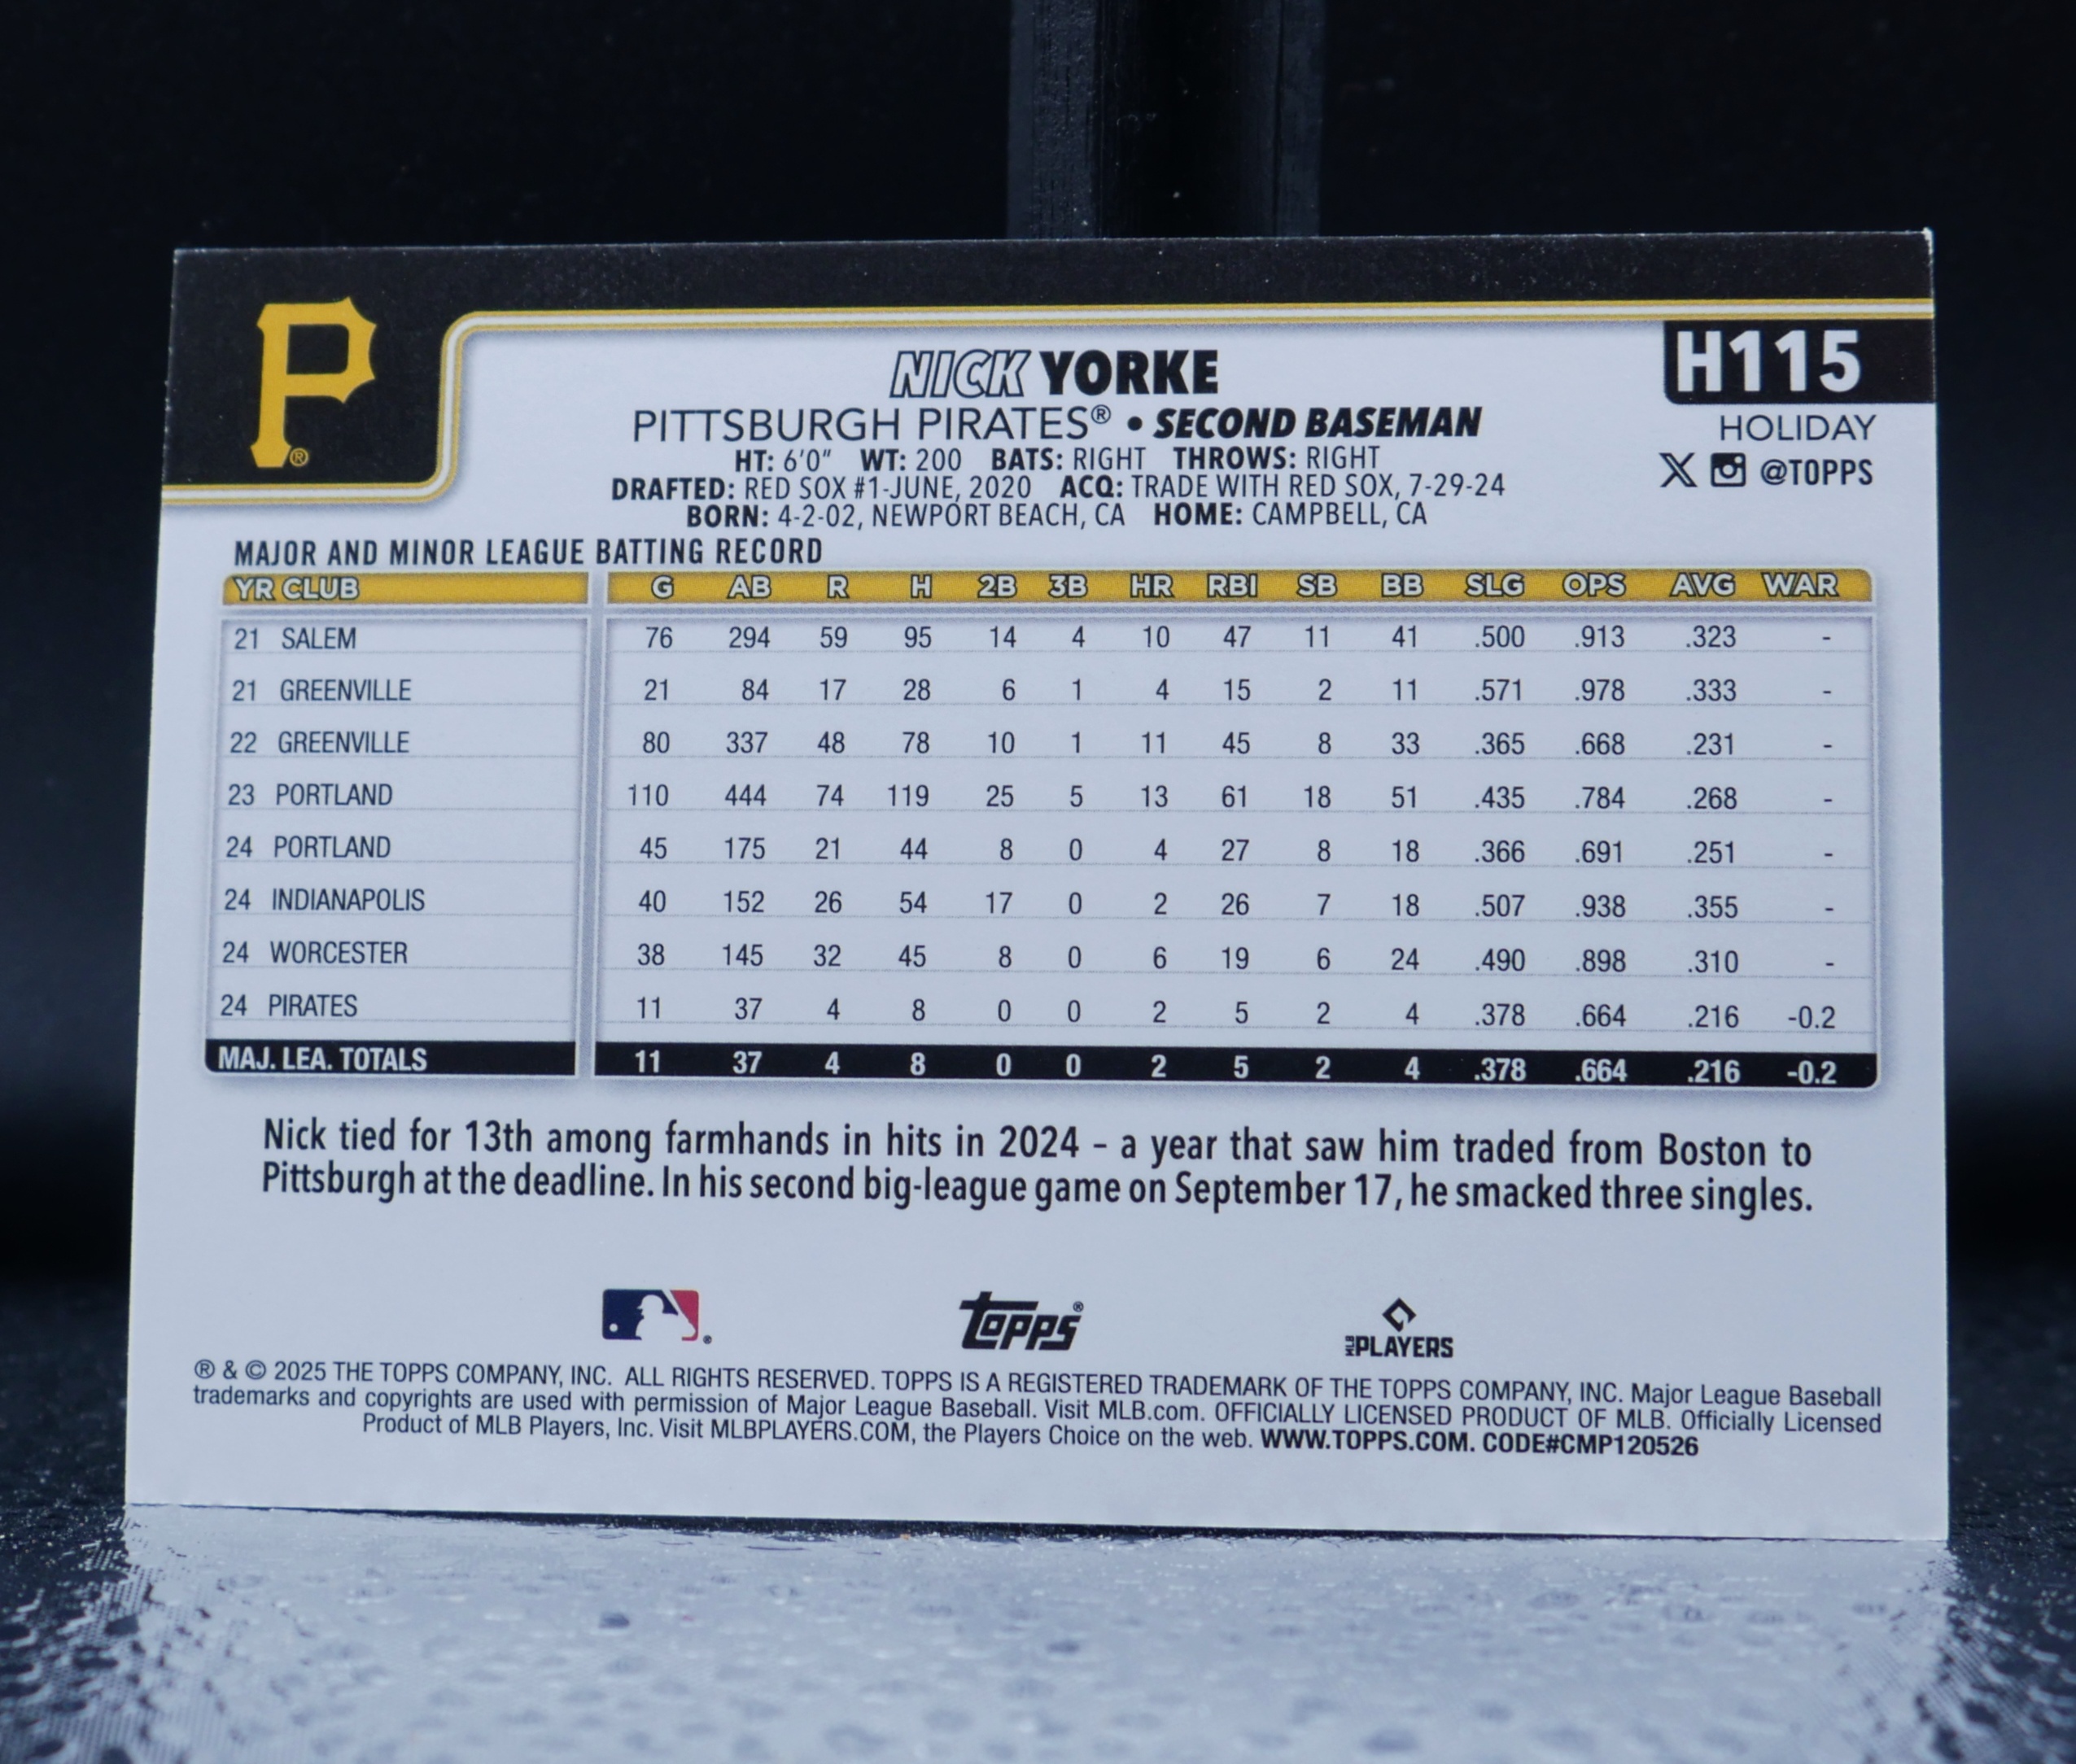 P®
H115
NICK YORKE
HOLIDAY
PITTSBURGH PIRATES® • SECOND BASEMAN
@TOPPS
HT: 6'0" WT: 200 BATS: RIGHT THROWS: RIGHT
DRAFTED: RED SOX #1-JUNE, 2020 ACQ: TRADE WITH RED SOX, 7-29-24
BORN: 4-2-02, NEWPORT BEACH, CA HOME: CAMPBELL, CA
MAJOR AND MINOR LEAGUE BATTING RECORD
YR CLUB G AB R H 2B 3B HR RBI SB BB SLG OPS AVG WAR
21 SALEM 76 294 59 95 14 4 10 47 11 41 .500 .913 .323 -
21 GREENVILLE 21 84 17 28 6 1 4 15 2 11 .571 .978 .333 -
22 GREENVILLE 80 337 48 78 10 1 11 45 8 33 .365 .668 .231 -
23 PORTLAND 110 444 74 119 25 5 13 61 18 51 .435 .784 .268 -
24 PORTLAND 45 175 21 44 8 0 4 27 8 18 .366 .691 .251 -
24 INDIANAPOLIS 40 152 26 54 17 0 2 26 7 18 .507 .938 .355 -
24 WORCESTER 38 145 32 45 8 0 6 19 6 24 .490 .898 .310 -
24 PIRATES 11 37 4 8 0 0 2 5 2 4 .378 .664 .216 -0.2
MAJ. LEA. TOTALS 11 37 4 8 0 0 2 5 2 4 .378 .664 .216 -0.2
Nick tied for 13th among farmhands in hits in 2024 – a year that saw him traded from Boston to
Pittsburgh at the deadline. In his second big-league game on September 17, he smacked three singles.
® Topps® MLB PLAYERS
® & © 2025 THE TOPPS COMPANY, INC. ALL RIGHTS RESERVED. TOPPS IS A REGISTERED TRADEMARK OF THE TOPPS COMPANY, INC. Major League Baseball
trademarks and copyrights are used with permission of Major League Baseball. Visit MLB.com. OFFICIALLY LICENSED PRODUCT OF MLB. Officially Licensed
Product of MLB Players, Inc. Visit MLBPLAYERS.COM, the Players Choice on the web. WWW.TOPPS.COM. CODE#CMP120526